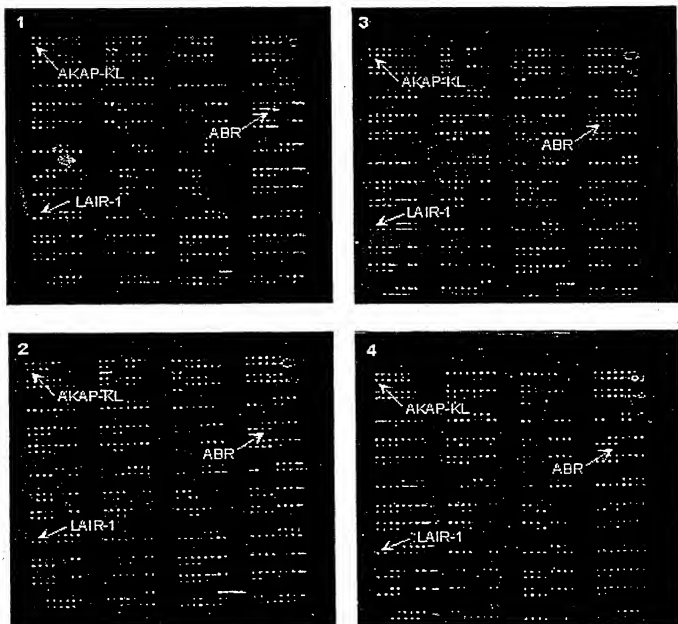 1
AKAP-KL
ABR
LAIR-1
3
AKAP-KL
ABR
LAIR-1
2
AKAP-KL
ABR
LAIR-1
4
AKAP-KL
ABR
LAIR-1